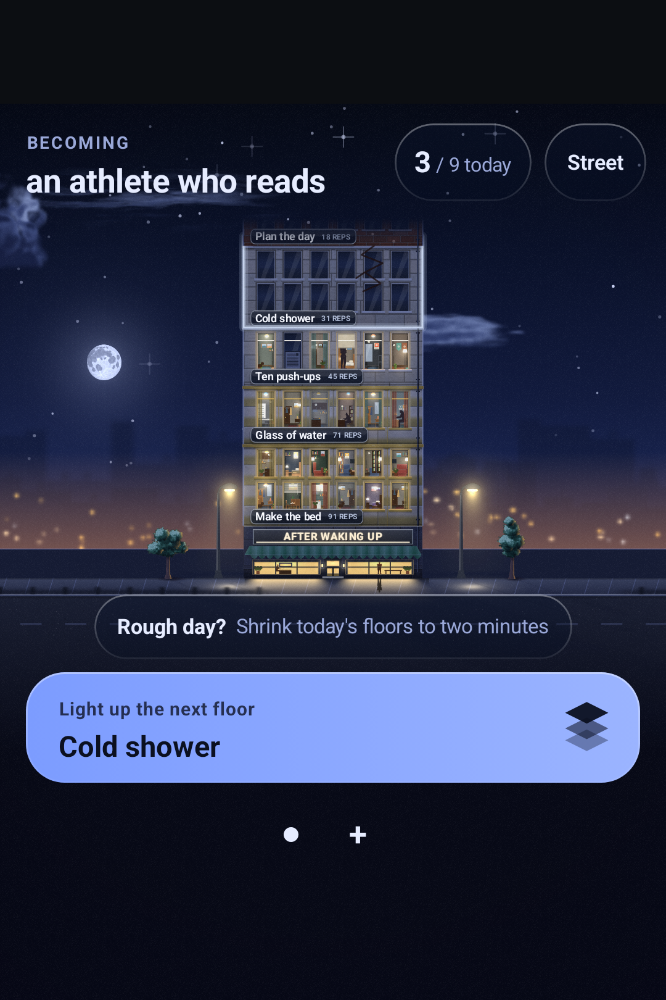 BECOMING
an athlete who reads
3 / 9 today
Street
Plan the day 18 REPS
Cold shower 31 REPS
Ten push-ups 45 REPS
Glass of water 71 REPS
Make the bed 91 REPS
AFTER WAKING UP
Rough day? Shrink today's floors to two minutes
Light up the next floor
Cold shower